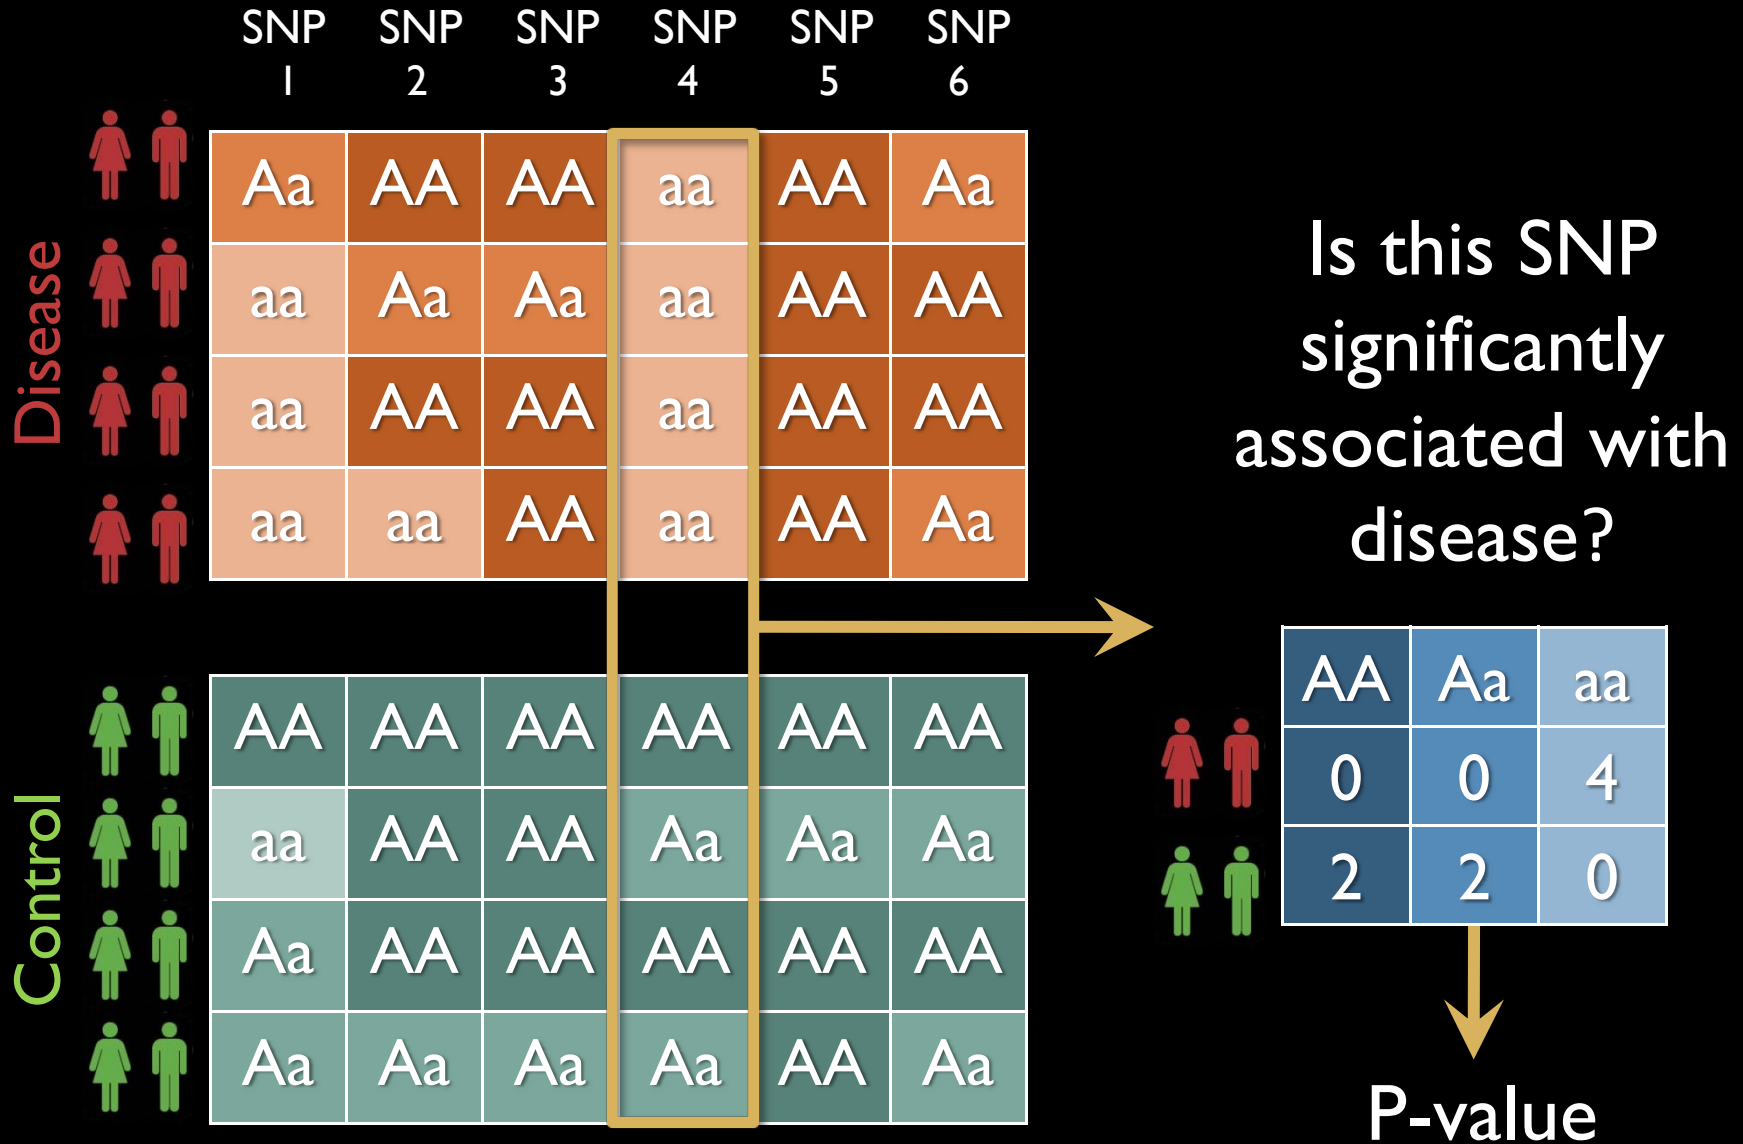 SNP SNP SNP SNP SNP SNP
1 2 3 4 5 6
Disease
Aa AA AA aa AA Aa
aa Aa Aa aa AA AA
aa AA AA aa AA AA
aa aa AA aa AA Aa
Control
AA AA AA AA AA AA
aa AA AA Aa Aa Aa
Aa AA AA AA AA AA
Aa Aa Aa Aa AA Aa
Is this SNP
significantly
associated with
disease?
AA Aa aa
0 0 4
2 2 0
P-value